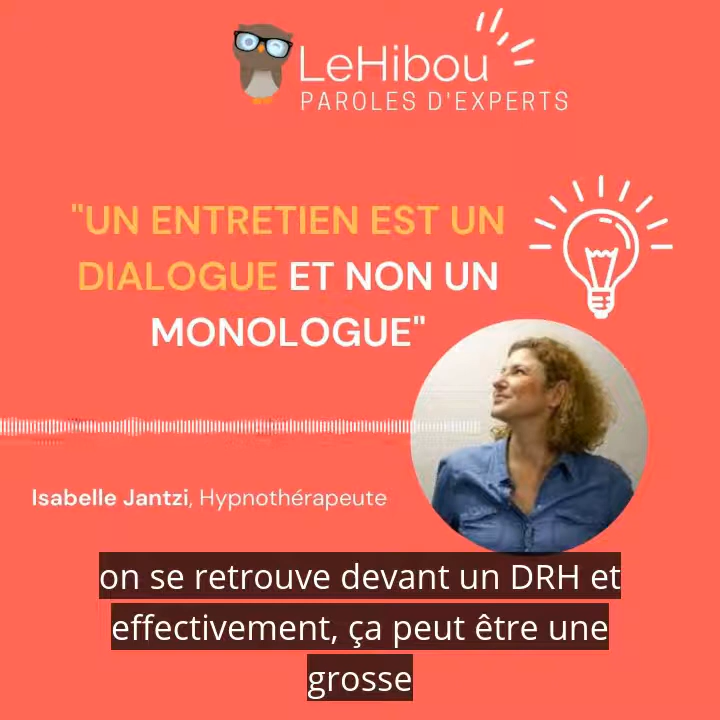 LeHibou
PAROLES D'EXPERTS
"UN ENTRETIEN EST UN
DIALOGUE ET NON UN
MONOLOGUE"
Isabelle Jantzi, Hypnothérapeute
on se retrouve devant un DRH et
effectivement, ça peut être une
grosse